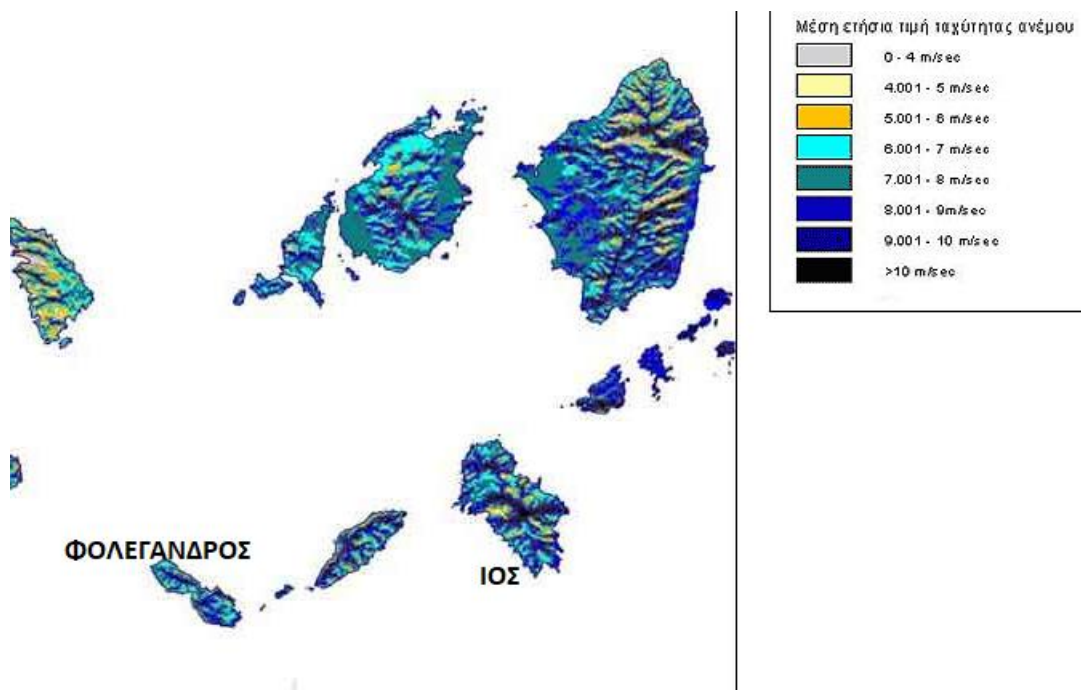 Μέση ετήσια τιμή ταχύτητας ανέμου
0 - 4 m/sec
4.001 - 5 m/sec
5.001 - 6 m/sec
6.001 - 7 m/sec
7.001 - 8 m/sec
8.001 - 9m/sec
9.001 - 10 m/sec
>10 m/sec
ΦΟΛΕΓΑΝΔΡΟΣ
ΙΟΣ